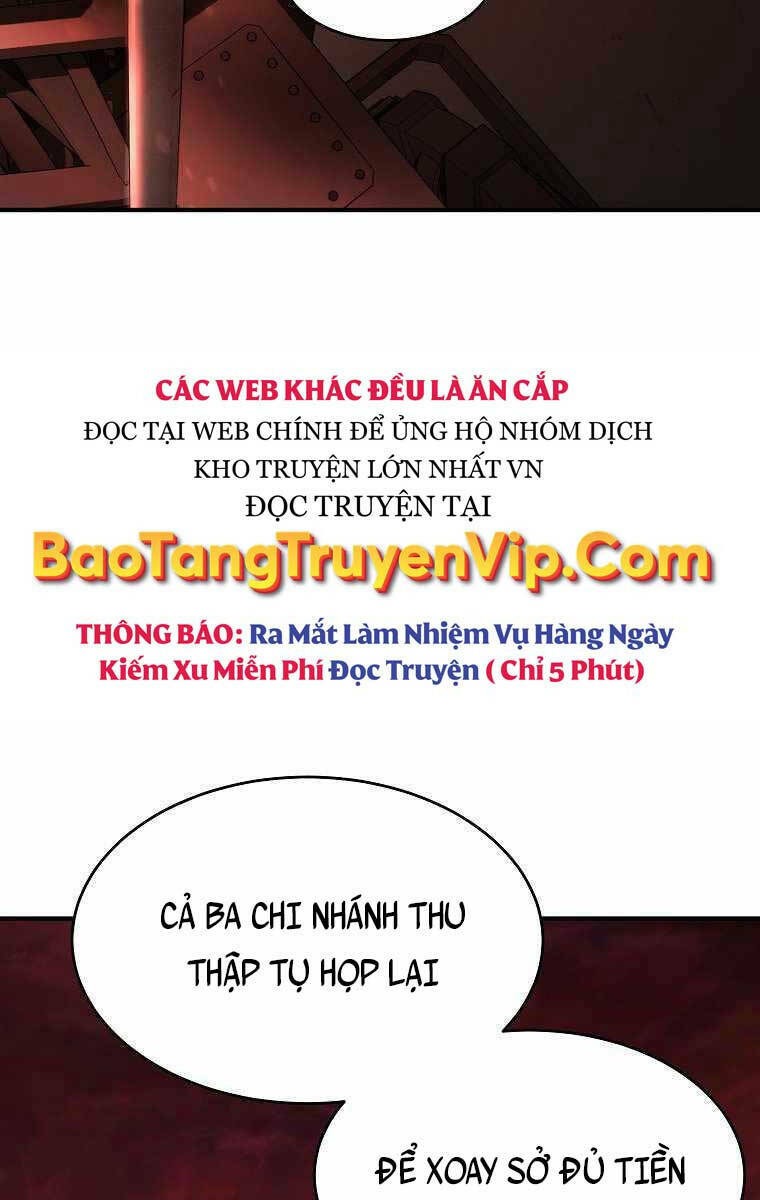 CÁC WEB KHÁC ĐỀU LÀ ĂN CẮP
ĐỌC TẠI WEB CHÍNH ĐỂ ỦNG HỘ NHÓM DỊCH
KHO TRUYỆN LỚN NHẤT VN
ĐỌC TRUYỆN TẠI
BaoTangTruyenVip.Com
THÔNG BÁO: Ra Mắt Làm Nhiệm Vụ Hàng Ngày
Kiếm Xu Miễn Phí Đọc Truyện ( Chỉ 5 Phút)
CẢ BA CHI NHÁNH THU
THẬP TỤ HỌP LẠI
ĐỂ XOAY SỞ ĐỦ TIỀN